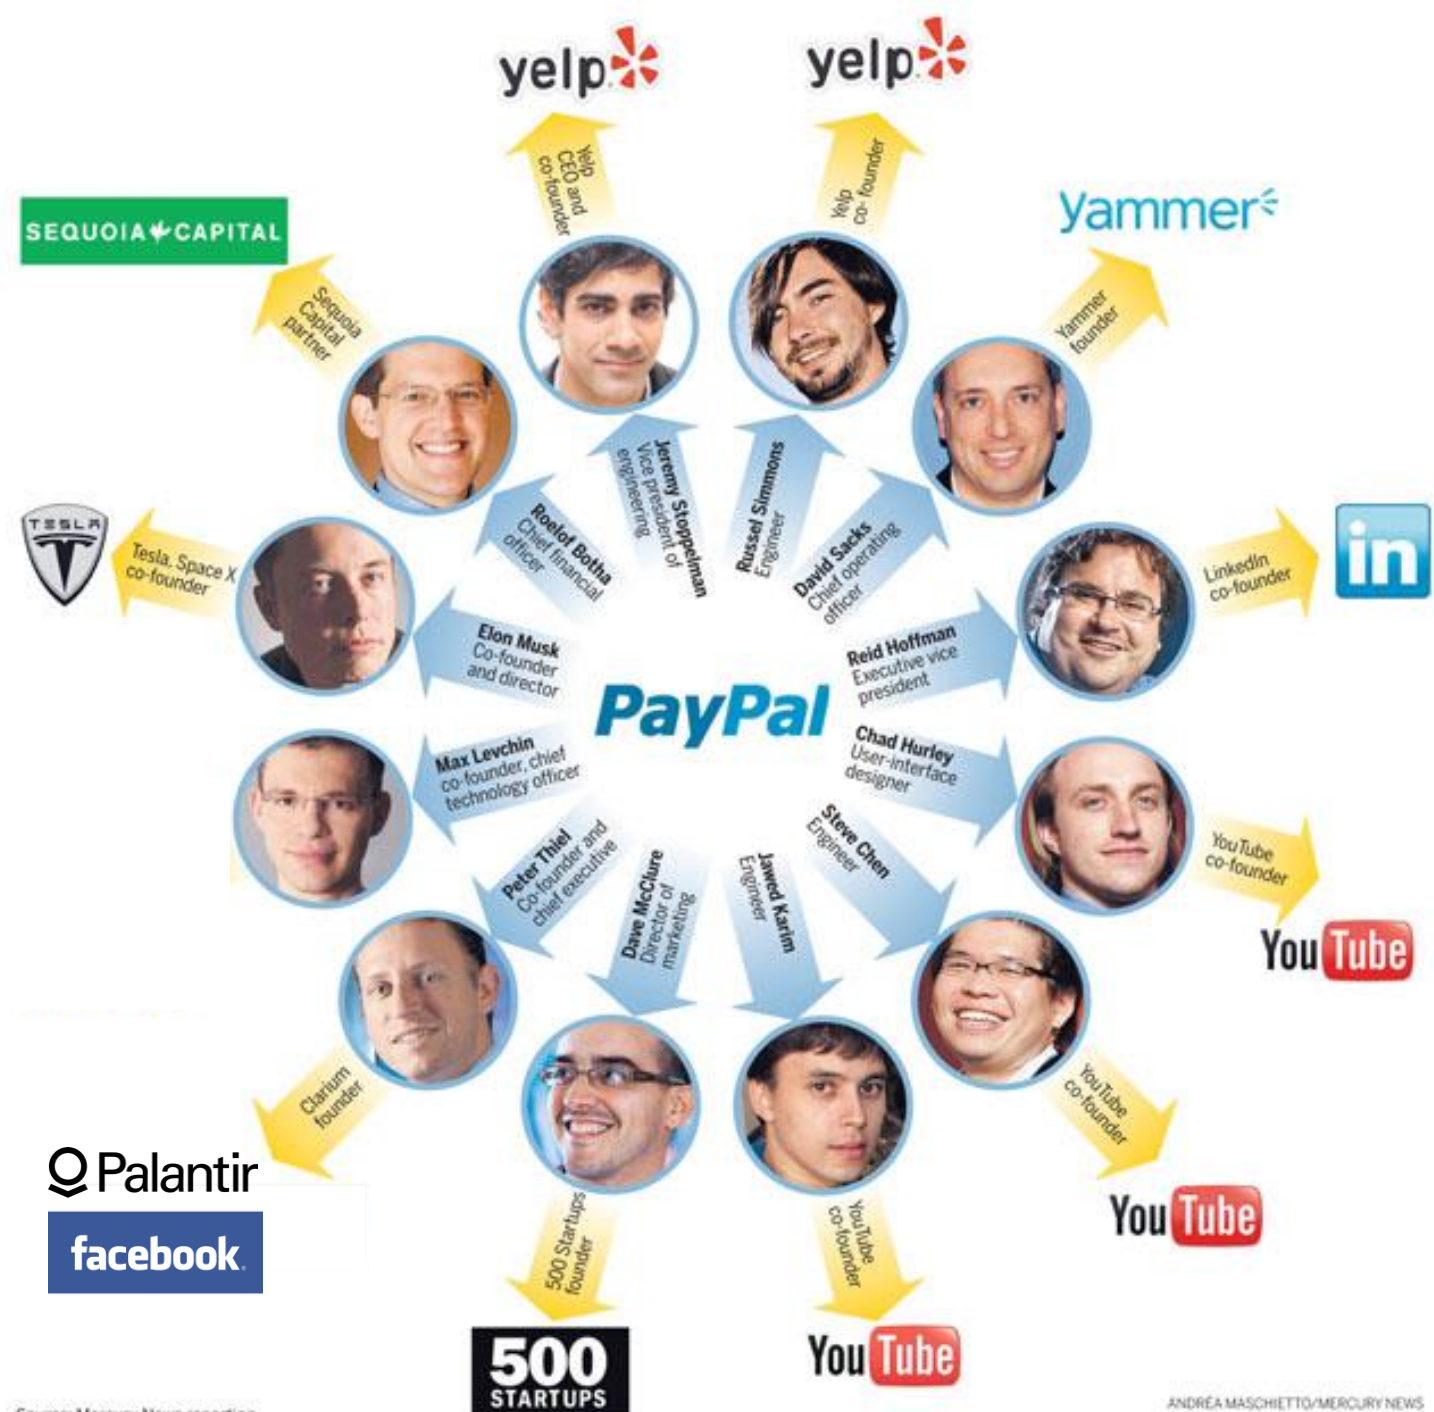 yelp
yelp
Yelp
CEO and
co-founder
Yelp
co- founder
SEQUOIA CAPITAL
yammer
Sequoia
Capital
partner
Yammer
founder
Jeremy Stoppelman
Vice president of
engineering
Russel Simmons
Engineer
Roelof Botha
Chief financial
officer
David Sacks
Chief operating
officer
TESLA
Tesla, Space X
co-founder
LinkedIn
co-founder
in
Elon Musk
Co-founder
and director
Reid Hoffman
Executive vice
president
PayPal
Max Levchin
co-founder, chief
technology officer
Chad Hurley
User-interface
designer
YouTube
co-founder
Peter Thiel
Co-founder and
chief executive
Steve Chen
Engineer
Dave McClure
Director of
marketing
Jawed Karim
Engineer
YouTube
Clarium
founder
YouTube
co-founder
Palantir
facebook
500 Startups
founder
YouTube
co-founder
YouTube
500
STARTUPS
YouTube
Source: Mercury News reporting
ANDRÉA MASCHIETTO/MERCURY NEWS